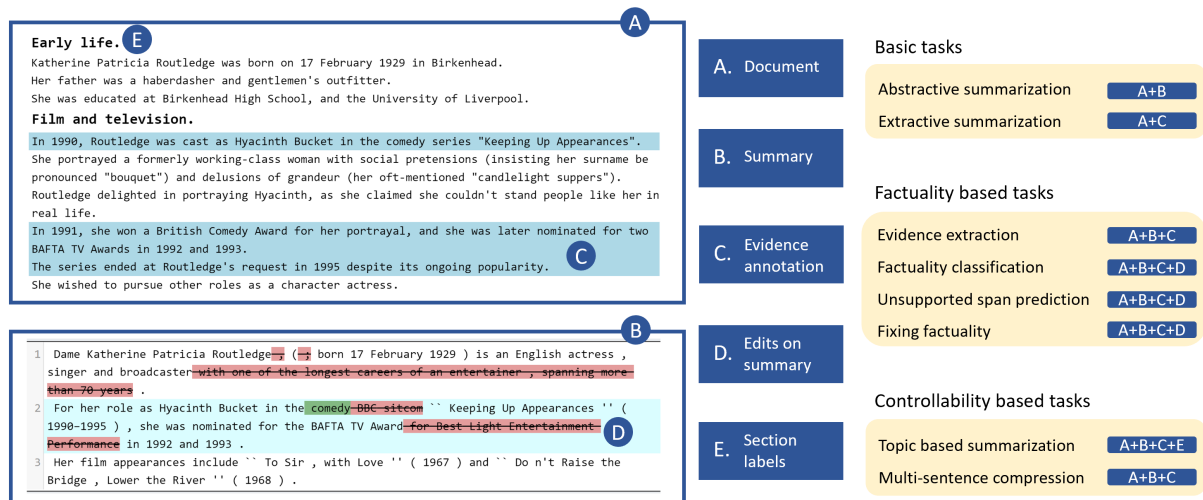 A
Early life. E
Katherine Patricia Routledge was born on 17 February 1929 in Birkenhead.
Her father was a haberdasher and gentlemen's outfitter.
She was educated at Birkenhead High School, and the University of Liverpool.
Film and television.
In 1990, Routledge was cast as Hyacinth Bucket in the comedy series "Keeping Up Appearances".
She portrayed a formerly working-class woman with social pretensions (insisting her surname be
pronounced "bouquet") and delusions of grandeur (her oft-mentioned "candlelight suppers").
Routledge delighted in portraying Hyacinth, as she claimed she couldn't stand people like her in
real life.
In 1991, she won a British Comedy Award for her portrayal, and she was later nominated for two
BAFTA TV Awards in 1992 and 1993.
C
The series ended at Routledge's request in 1995 despite its ongoing popularity.
She wished to pursue other roles as a character actress.
B
1 Dame Katherine Patricia Routledge , ( ; born 17 February 1929 ) is an English actress ,
singer and broadcaster with one of the longest careers of an entertainer , spanning more
than 70 years .
2 For her role as Hyacinth Bucket in the comedy BBC sitcom `` Keeping Up Appearances '' (
1990–1995 ) , she was nominated for the BAFTA TV Award for Best Light Entertainment
D
Performance in 1992 and 1993 .
3 Her film appearances include `` To Sir , with Love '' ( 1967 ) and `` Do n't Raise the
Bridge , Lower the River '' ( 1968 ) .
A. Document
B. Summary
C. Evidence
annotation
D. Edits on
summary
E. Section
labels
Basic tasks
Abstractive summarization A+B
Extractive summarization A+C
Factuality based tasks
Evidence extraction A+B+C
Factuality classification A+B+C+D
Unsupported span prediction A+B+C+D
Fixing factuality A+B+C+D
Controllability based tasks
Topic based summarization A+B+C+E
Multi-sentence compression A+B+C